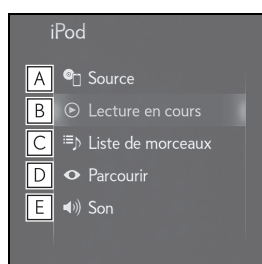 iPod
A Source
B Lecture en cours
C Liste de morceaux
D Parcourir
E Son